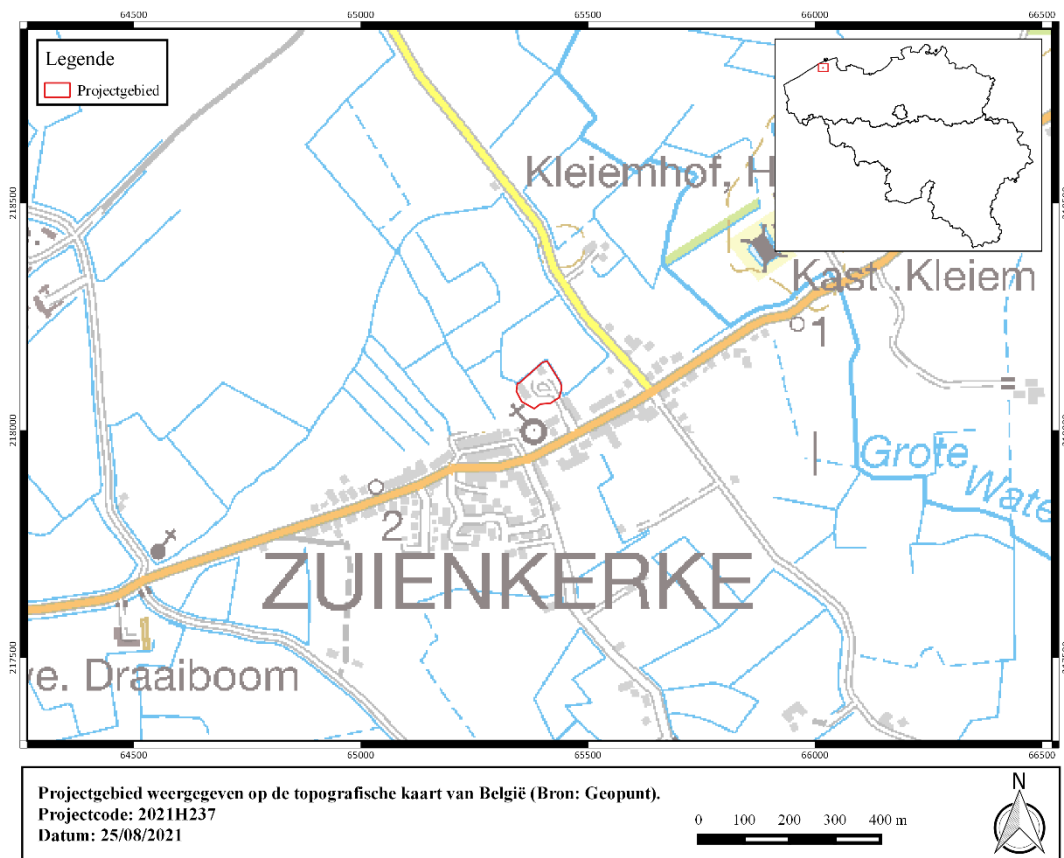 64500 65000 65500 66000 66500
Legende
Projectgebied
Kleiemhof, H
218500
Kast .Kleiem
1
218000
Grote
Wate
2
ZUIENKERKE
217500
we. Draaiboom
64500 65000 65500 66000 66500
Projectgebied weergegeven op de topografische kaart van België (Bron: Geopunt).
Projectcode: 2021H237
Datum: 25/08/2021
0 100 200 300 400 m
N